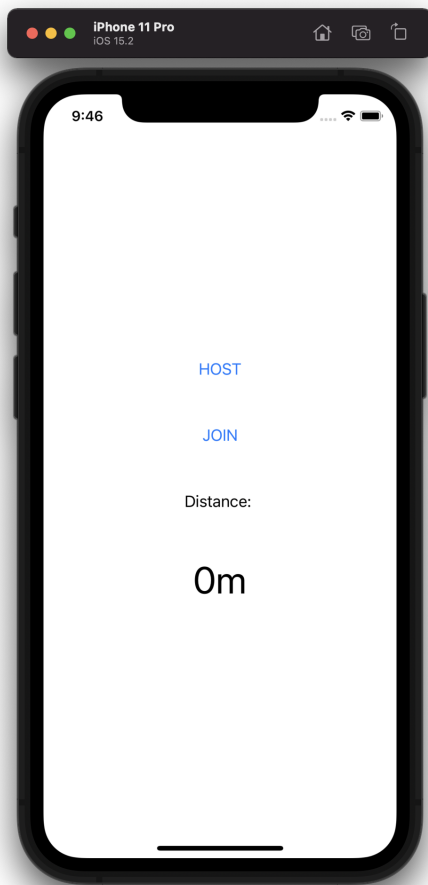 iPhone 11 Pro
iOS 15.2
9:46
HOST
JOIN
Distance:
0m